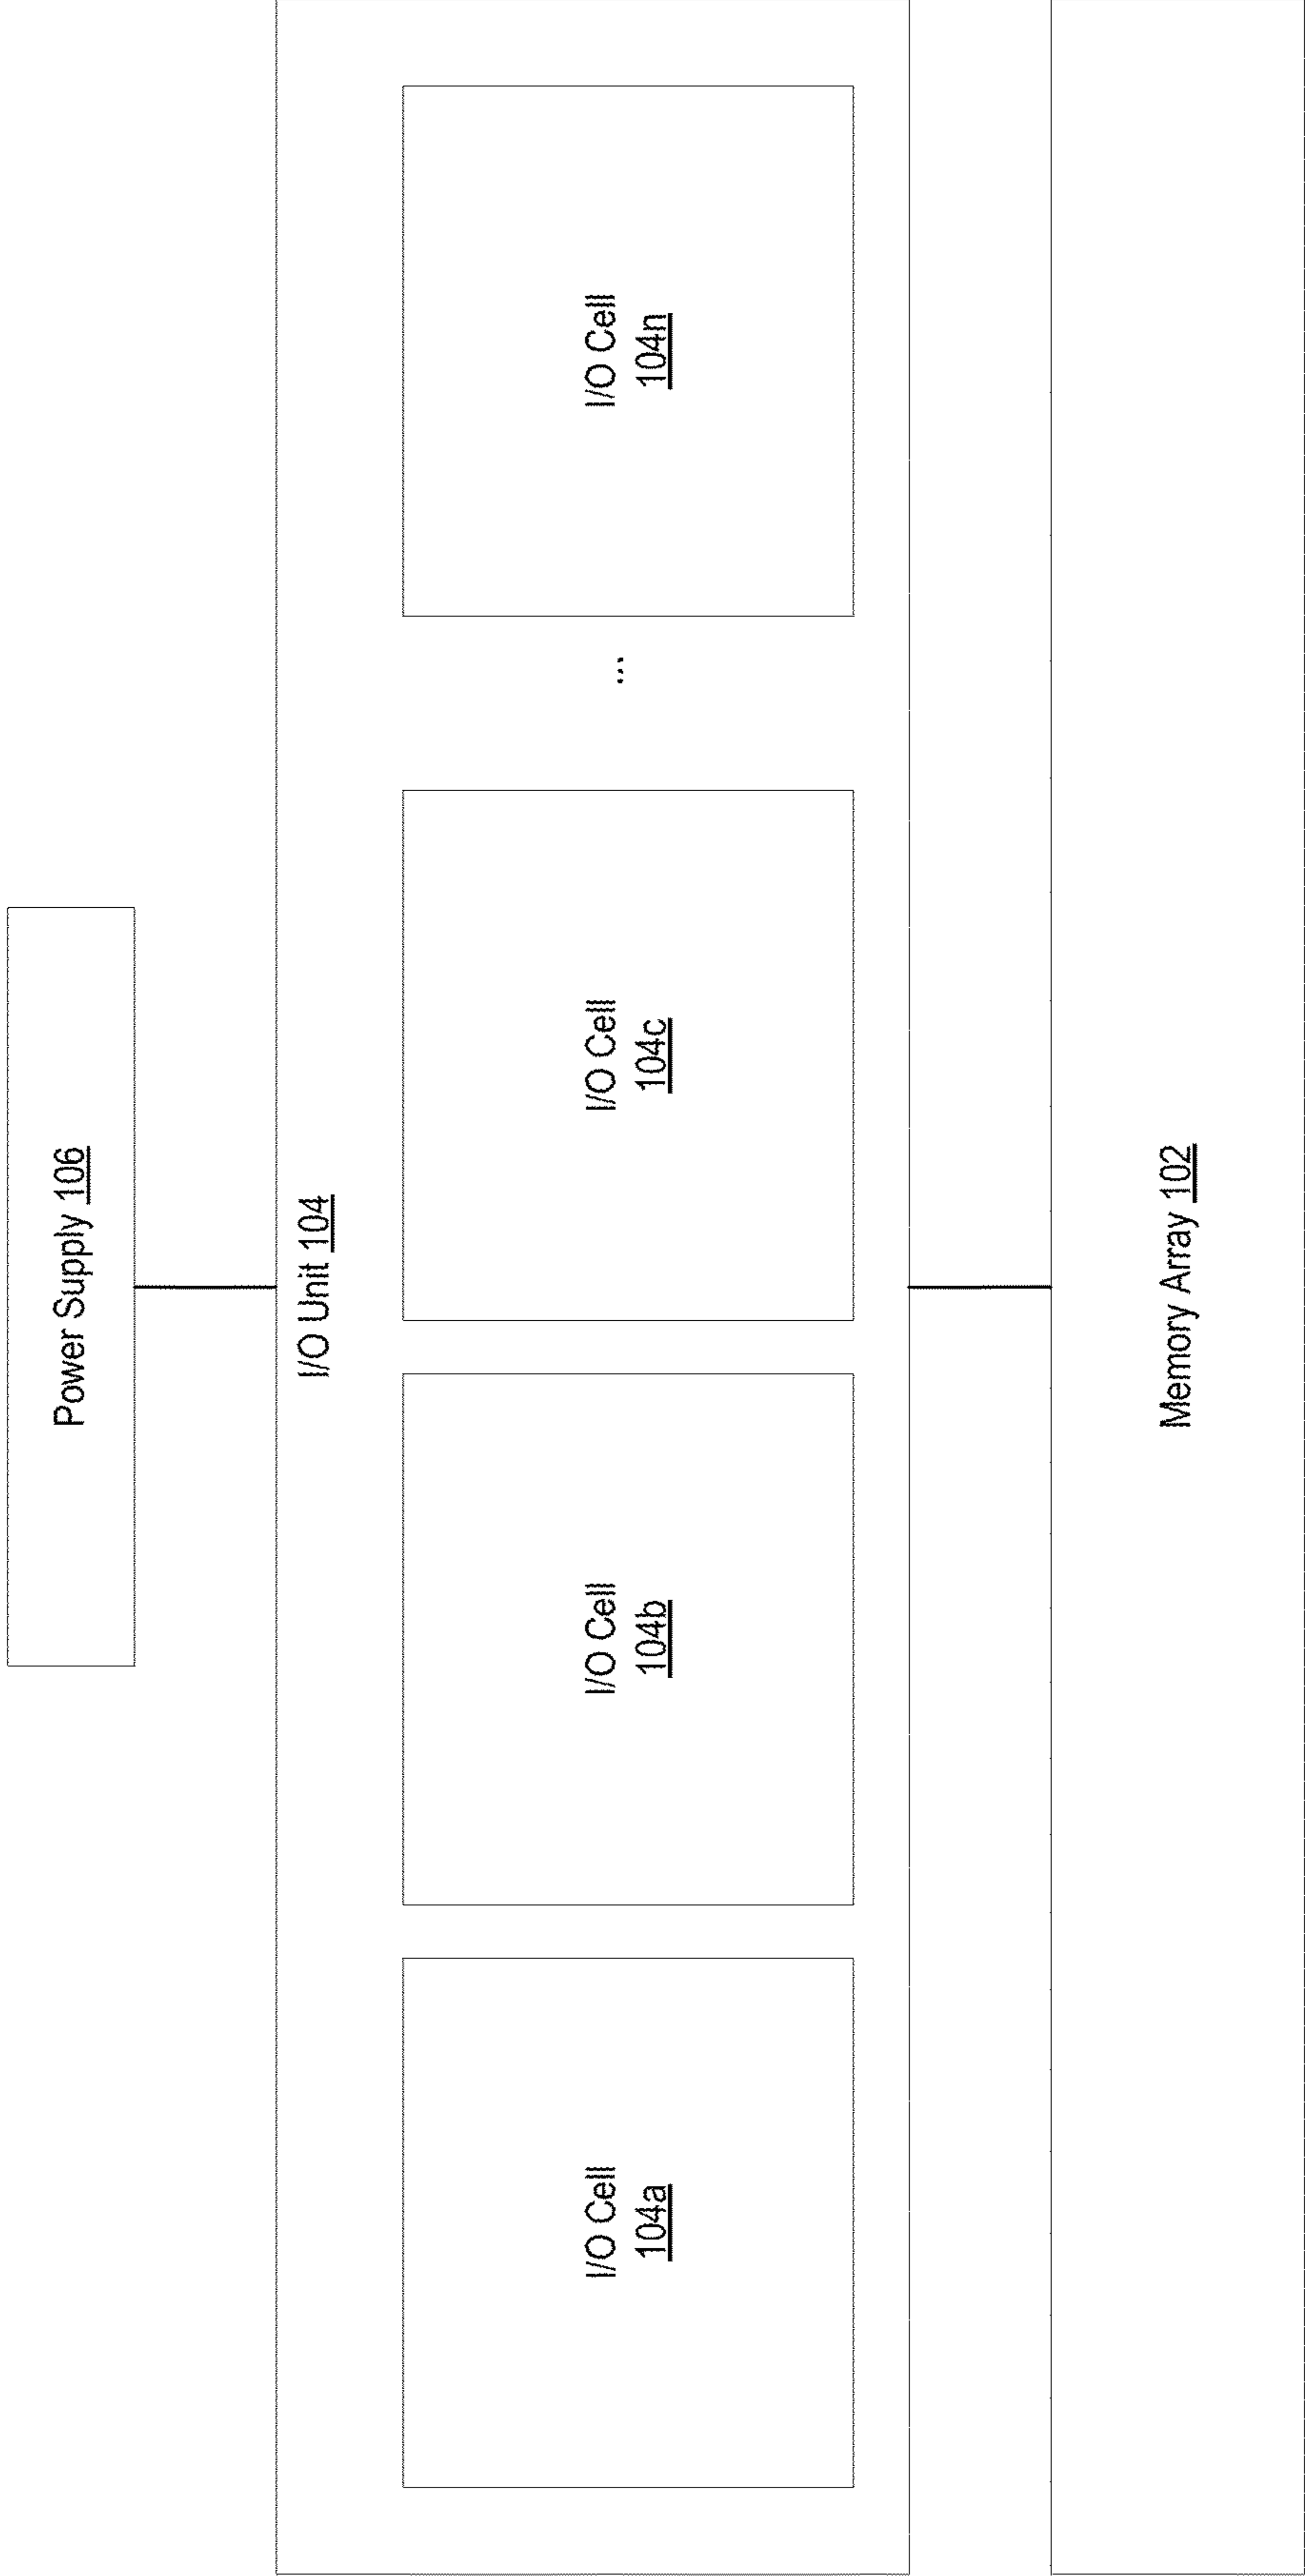 Power Supply 106
I/O Unit 104
I/O Cell
104a
I/O Cell
104b
I/O Cell
104c
...
I/O Cell
104n
Memory Array 102